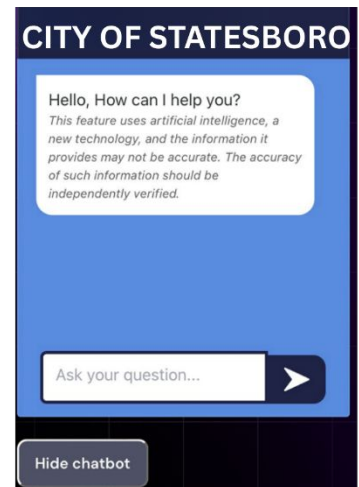 CITY OF STATESBORO
Hello, How can I help you?
This feature uses artificial intelligence, a
new technology, and the information it
provides may not be accurate. The accuracy
of such information should be
independently verified.
Ask your question...
Hide chatbot